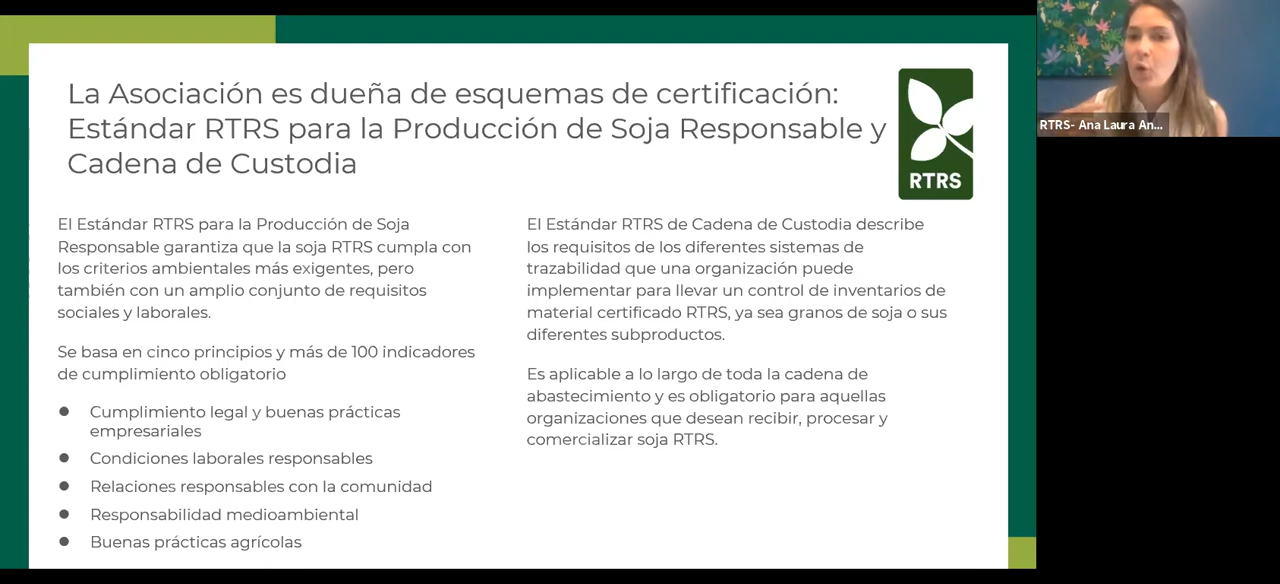 La Asociación es dueña de esquemas de certificación:
Estándar RTRS para la Producción de Soja Responsable y
Cadena de Custodia
RTRS
El Estándar RTRS para la Producción de Soja
Responsable garantiza que la soja RTRS cumpla con
los criterios ambientales más exigentes, pero
también con un amplio conjunto de requisitos
sociales y laborales.
Se basa en cinco principios y más de 100 indicadores
de cumplimiento obligatorio
● Cumplimiento legal y buenas prácticas
empresariales
● Condiciones laborales responsables
● Relaciones responsables con la comunidad
● Responsabilidad medioambiental
● Buenas prácticas agrícolas
El Estándar RTRS de Cadena de Custodia describe
los requisitos de los diferentes sistemas de
trazabilidad que una organización puede
implementar para llevar un control de inventarios de
material certificado RTRS, ya sea granos de soja o sus
diferentes subproductos.
Es aplicable a lo largo de toda la cadena de
abastecimiento y es obligatorio para aquellas
organizaciones que desean recibir, procesar y
comercializar soja RTRS.
RTRS- Ana Laura An...